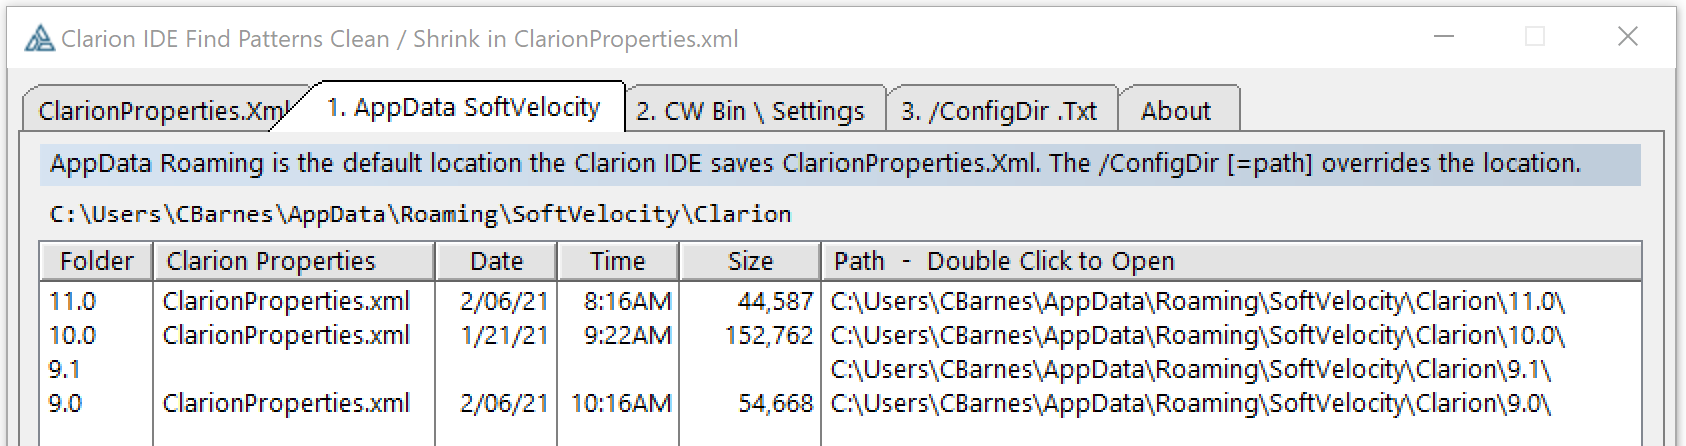 Clarion IDE Find Patterns Clean / Shrink in ClarionProperties.xml
ClarionProperties.Xml 1. AppData SoftVelocity 2. CW Bin \ Settings 3. /ConfigDir .Txt About
AppData Roaming is the default location the Clarion IDE saves ClarionProperties.Xml. The /ConfigDir [=path] overrides the location.
C:\Users\CBarnes\AppData\Roaming\SoftVelocity\Clarion
Folder Clarion Properties Date Time Size Path - Double Click to Open
11.0 ClarionProperties.xml 2/06/21 8:16AM 44,587 C:\Users\CBarnes\AppData\Roaming\SoftVelocity\Clarion\11.0\
10.0 ClarionProperties.xml 1/21/21 9:22AM 152,762 C:\Users\CBarnes\AppData\Roaming\SoftVelocity\Clarion\10.0\
9.1 C:\Users\CBarnes\AppData\Roaming\SoftVelocity\Clarion\9.1\
9.0 ClarionProperties.xml 2/06/21 10:16AM 54,668 C:\Users\CBarnes\AppData\Roaming\SoftVelocity\Clarion\9.0\